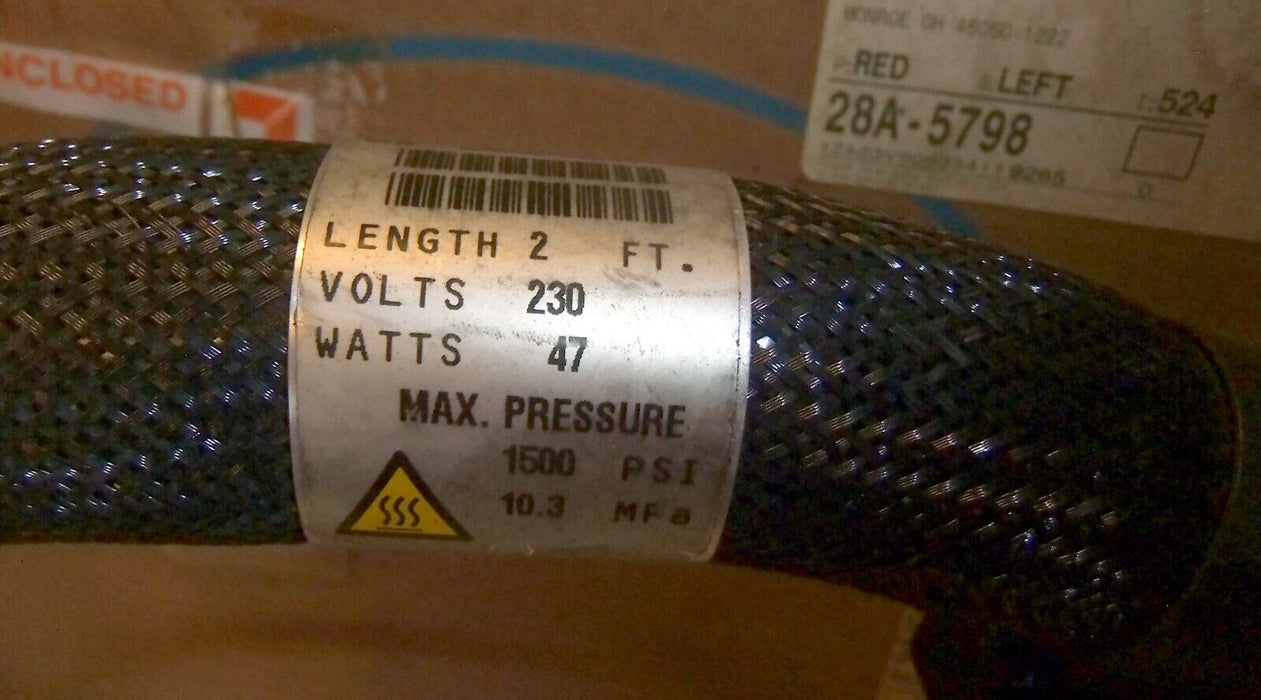 NCLOSED
MONROE OH 45050-1222
RED LEFT 524
28A-5798
LENGTH 2 FT.
VOLTS 230
WATTS 47
MAX. PRESSURE
1500 PSI
10.3 MPa